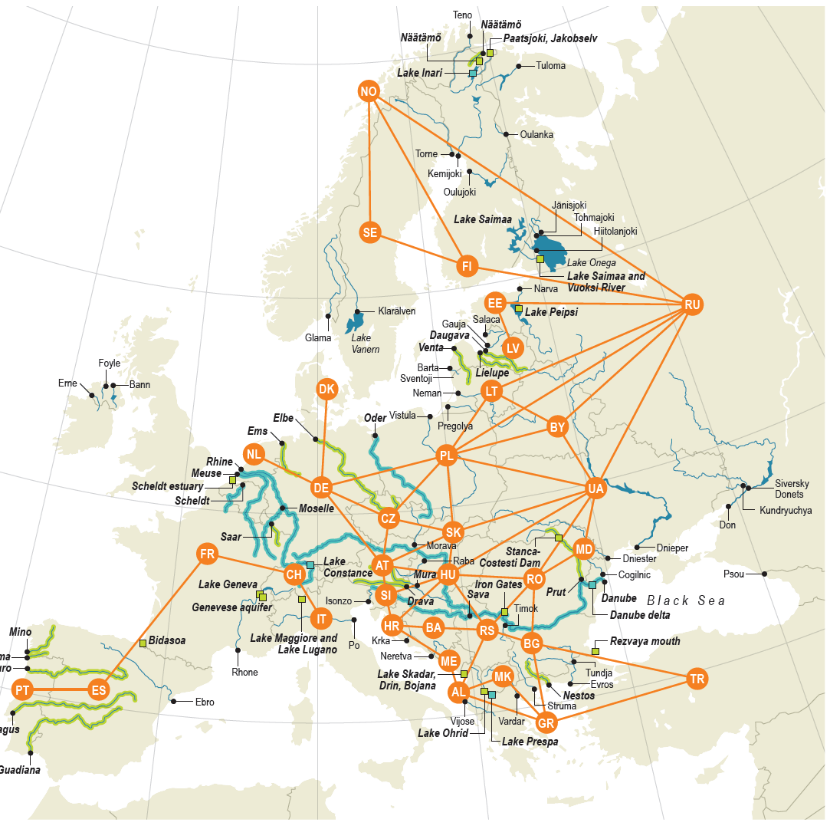 Teno
Näätämö
Näätämö
Paatsjoki, Jakobselv
Lake Inari
Tuloma
NO
Oulanka
Torne
Kemijoki
Oulujoki
Jänisjoki
Lake Saimaa
Tohmajoki
Hiitolanjoki
SE
FI
Lake Onega
Lake Saimaa and
Vuoksi River
Narva
EE
RU
Lake Peipsi
Klarälven
Salaca
Gauja
Daugava
Glama
Lake
Vanern
Venta
LV
Foyle
Barta
Lielupe
Sventoji
Erne
Bann
DK
Neman
LT
Elbe
Oder
Vistula
Pregolya
BY
Ems
NL
Rhine
PL
Meuse
Scheldt estuary
DE
UA
Siversky
Donets
Scheldt
Moselle
Kundryuchya
CZ
Don
Saar
SK
Stanca-
Costesti Dam
MD
Dnieper
FR
Morava
Dniester
Lake
Constance
AT
Raba
CH
Mura
HU
Iron Gates
RO
Cogilnic
Psou
Lake Geneva
Sava
Prut
Danube
Genevese aquifer
Isonzo
SI
Drava
Timok
Black Sea
Danube delta
IT
Mino
Bidasoa
Lake Maggiore and
Lake Lugano
Po
HR
BA
RS
Krka
BG
Rezvaya mouth
ma
Neretva
ME
uro
Rhone
Lake Skadar,
Drin, Bojana
MK
Tundja
TR
PT
ES
AL
Nestos
Evros
Ebro
Struma
agus
Vijose
Vardar
GR
Lake Ohrid
Lake Prespa
Guadiana